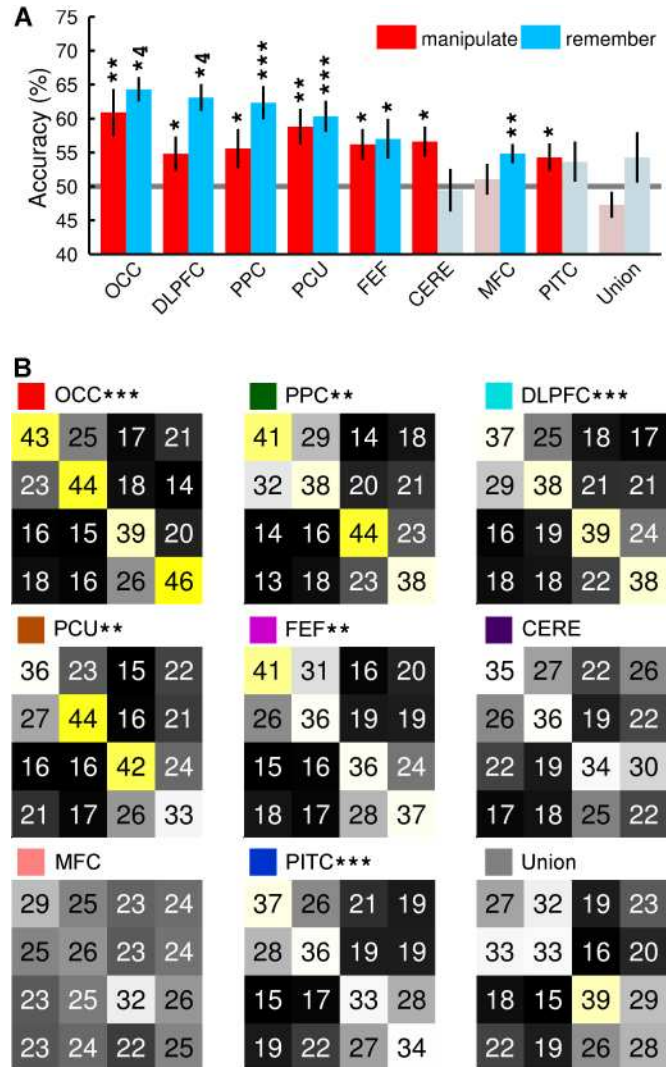 A
75
70
65
60
55
50
45
40
Accuracy (%)
manipulate remember
** *4 * *4 * *** ** *** * * * ** *
OCC DLPFC PPC PCU FEF CERE MFC PITC Union
B
OCC*** PPC** DLPFC***
43 25 17 21 41 29 14 18 37 25 18 17
23 44 18 14 32 38 20 21 29 38 21 21
16 15 39 20 14 16 44 23 16 19 39 24
18 16 26 46 13 18 23 38 18 18 22 38
PCU** FEF** CERE
36 23 15 22 41 31 16 20 35 27 22 26
27 44 16 21 26 36 19 19 26 36 19 22
16 16 42 24 15 16 36 24 22 19 34 30
21 17 26 33 18 17 28 37 17 18 25 22
MFC PITC*** Union
29 25 23 24 37 26 21 19 27 32 19 23
25 26 23 24 28 36 19 19 33 33 16 20
23 25 32 26 15 17 33 28 18 15 39 29
23 24 22 25 19 22 27 34 22 19 26 28